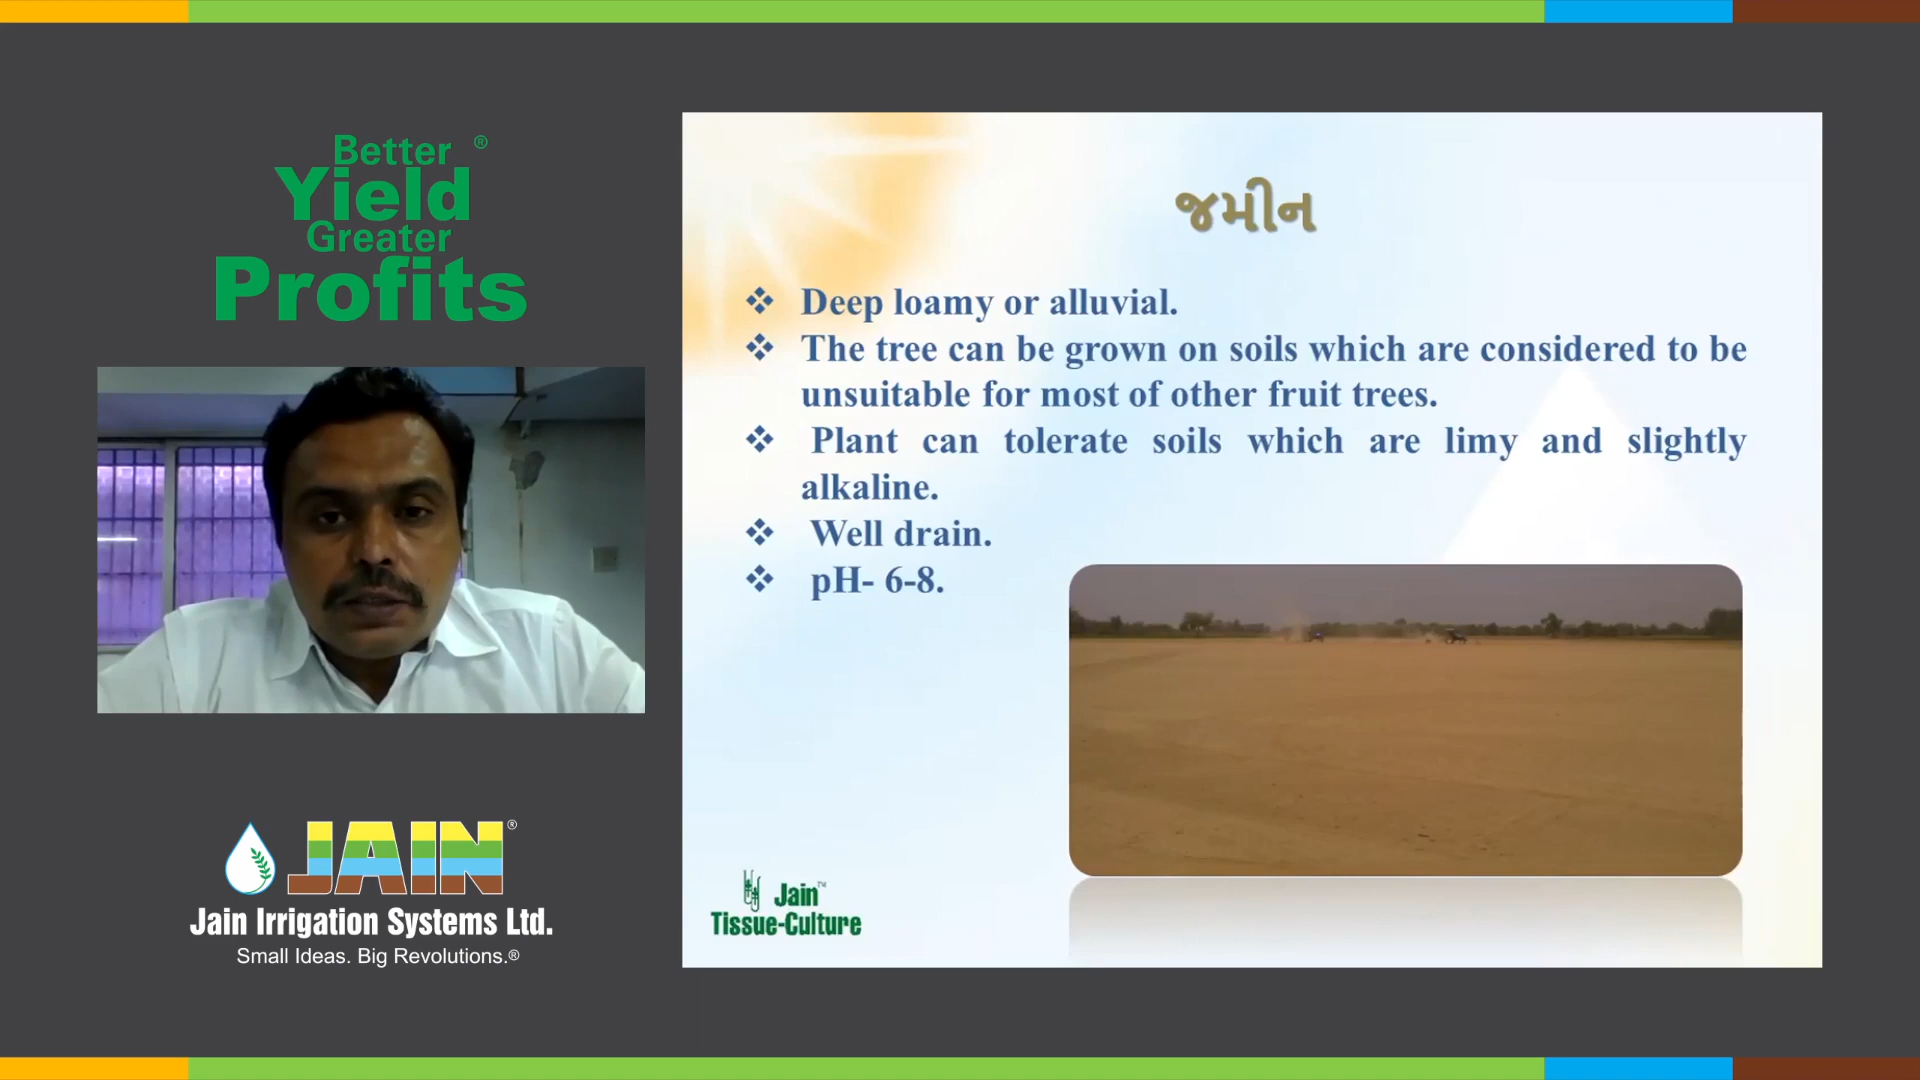 Better ®
Yield
Greater
Profits
JAIN®
Jain Irrigation Systems Ltd.
Small Ideas. Big Revolutions.®
જમીન
❖ Deep loamy or alluvial.
❖ The tree can be grown on soils which are considered to be
unsuitable for most of other fruit trees.
❖ Plant can tolerate soils which are limy and slightly
alkaline.
❖ Well drain.
❖ pH- 6-8.
Jain™
Tissue-Culture